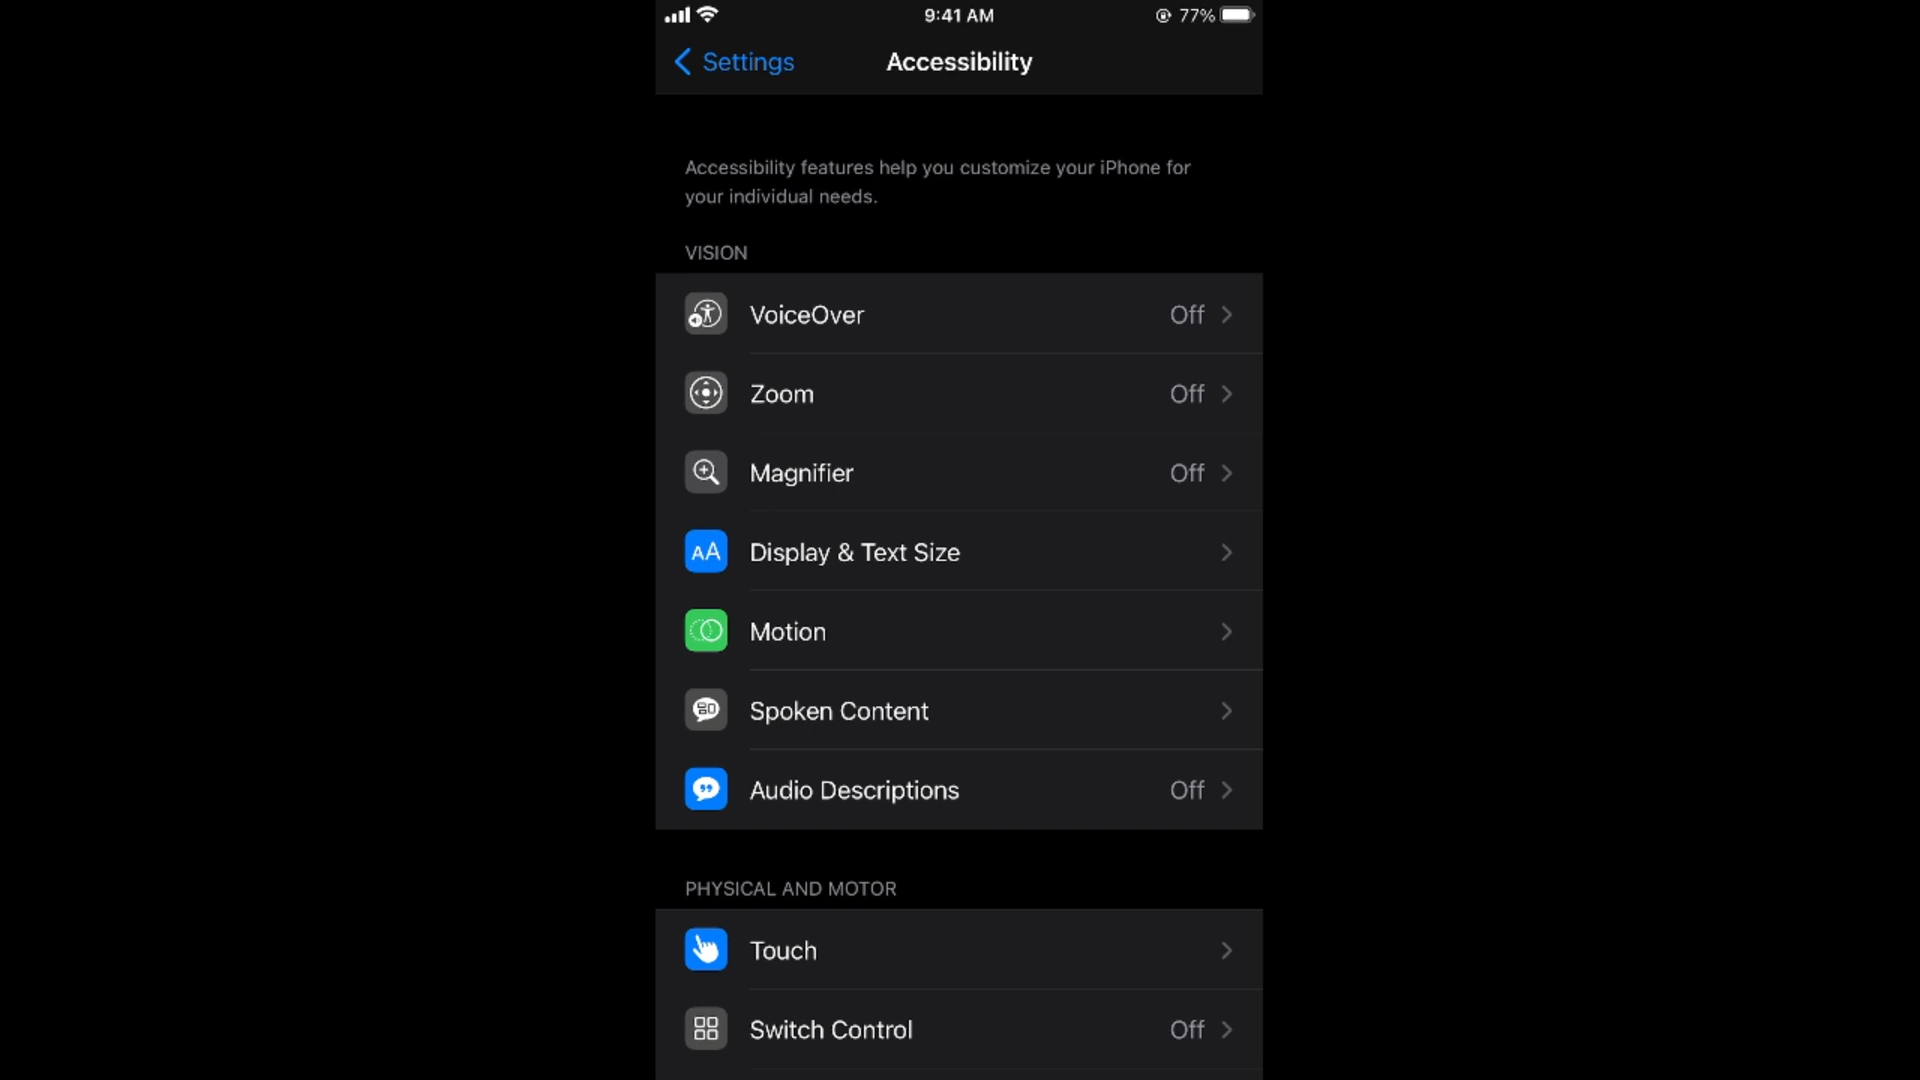 9:41 AM 77%
Settings Accessibility
Accessibility features help you customize your iPhone for
your individual needs.
VISION
VoiceOver Off
Zoom Off
Magnifier Off
AA Display & Text Size
Motion
Spoken Content
Audio Descriptions Off
PHYSICAL AND MOTOR
Touch
Switch Control Off